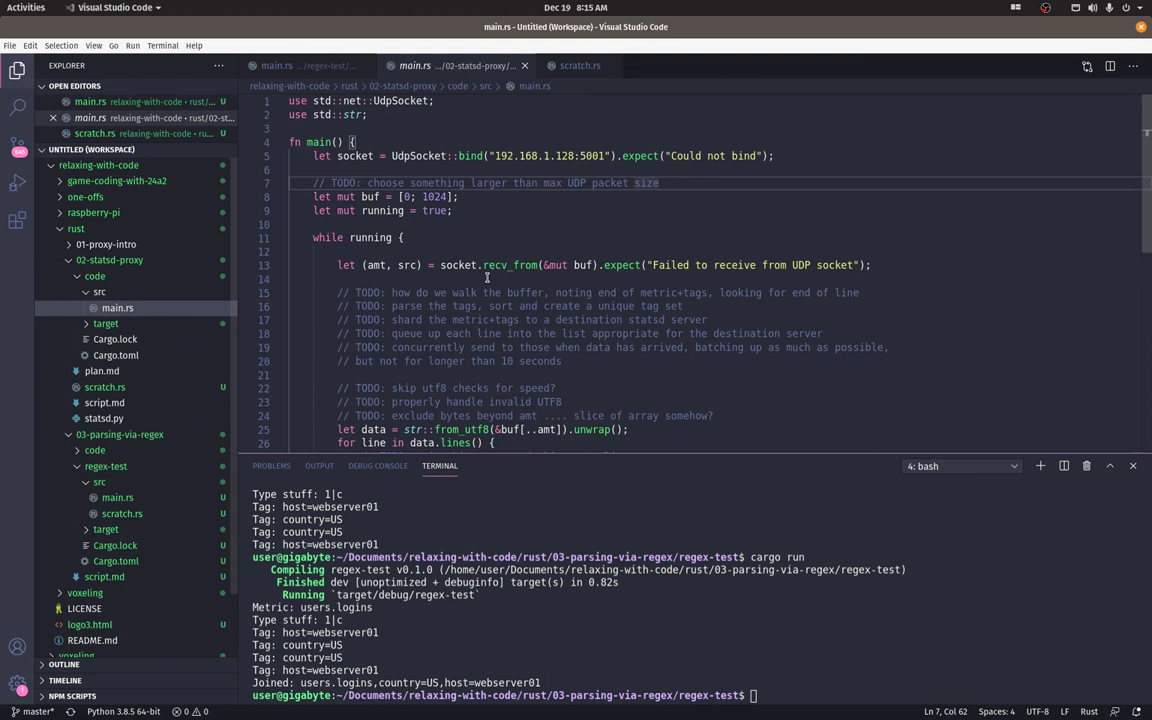 Activities
Visual Studio Code
Dec 19 8:15 AM
main.rs - Untitled (Workspace) - Visual Studio Code
File Edit Selection View Go Run Terminal Help
EXPLORER
OPEN EDITORS
main.rs relaxing-with-code • rust/... U
main.rs relaxing-with-code • rust/02-st...
scratch.rs relaxing-with-code • ru... U
UNTITLED (WORKSPACE)
relaxing-with-code
game-coding-with-24a2
one-offs
raspberry-pi
rust
01-proxy-intro
02-statsd-proxy
code
src
main.rs
target
Cargo.lock
Cargo.toml
plan.md
scratch.rs U
script.md
statsd.py
03-parsing-via-regex
code
regex-test
src
main.rs U
scratch.rs U
target
Cargo.lock U
Cargo.toml U
script.md U
voxeling
LICENSE
logo3.html U
README.md
voxeling
OUTLINE
TIMELINE
NPM SCRIPTS
545
1
main.rs .../regex-test/...
main.rs .../02-statsd-proxy/...
scratch.rs
relaxing-with-code > rust > 02-statsd-proxy > code > src > main.rs
1 use std::net::UdpSocket;
2 use std::str;
3
4 fn main() {
5 let socket = UdpSocket::bind("192.168.1.128:5001").expect("Could not bind");
6
7 // TODO: choose something larger than max UDP packet size
8 let mut buf = [0; 1024];
9 let mut running = true;
10
11 while running {
12
13 let (amt, src) = socket.recv_from(&mut buf).expect("Failed to receive from UDP socket");
14
15 // TODO: how do we walk the buffer, noting end of metric+tags, looking for end of line
16 // TODO: parse the tags, sort and create a unique tag set
17 // TODO: shard the metric+tags to a destination statsd server
18 // TODO: queue up each line into the list appropriate for the destination server
19 // TODO: concurrently send to those when data has arrived, batching up as much as possible,
20 // but not for longer than 10 seconds
21
22 // TODO: skip utf8 checks for speed?
23 // TODO: properly handle invalid UTF8
24 // TODO: exclude bytes beyond amt .... slice of array somehow?
25 let data = str::from_utf8(&buf[..amt]).unwrap();
26 for line in data.lines() {
PROBLEMS OUTPUT DEBUG CONSOLE TERMINAL
4: bash
Type stuff: 1|c
Tag: host=webserver01
Tag: country=US
Tag: country=US
Tag: host=webserver01
user@gigabyte:~/Documents/relaxing-with-code/rust/03-parsing-via-regex/regex-test$ cargo run
Compiling regex-test v0.1.0 (/home/user/Documents/relaxing-with-code/rust/03-parsing-via-regex/regex-test)
Finished dev [unoptimized + debuginfo] target(s) in 0.82s
Running `target/debug/regex-test`
Metric: users.logins
Type stuff: 1|c
Tag: host=webserver01
Tag: country=US
Tag: country=US
Tag: host=webserver01
Joined: users.logins,country=US,host=webserver01
user@gigabyte:~/Documents/relaxing-with-code/rust/03-parsing-via-regex/regex-test$
master* Python 3.8.5 64-bit 0 0
Ln 7, Col 62 Spaces: 4 UTF-8 LF Rust